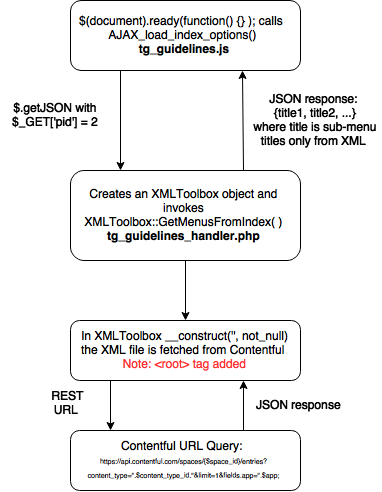 $(document).ready(function() {} ); calls
AJAX_load_index_options()
tg_guidelines.js
$.getJSON with
$_GET['pid'] = 2
JSON response:
{title1, title2, ...}
where title is sub-menu
titles only from XML
Creates an XMLToolbox object and
invokes
XMLToolbox::GetMenusFromIndex( )
tg_guidelines_handler.php
In XMLToolbox __construct('', not_null)
the XML file is fetched from Contentful
Note: <root> tag added
REST
URL
JSON response
Contentful URL Query:
https://api.contentful.com/spaces/{$space_id}/entries?
content_type=".$content_type_id."&limit=1&fields.app=".$app;